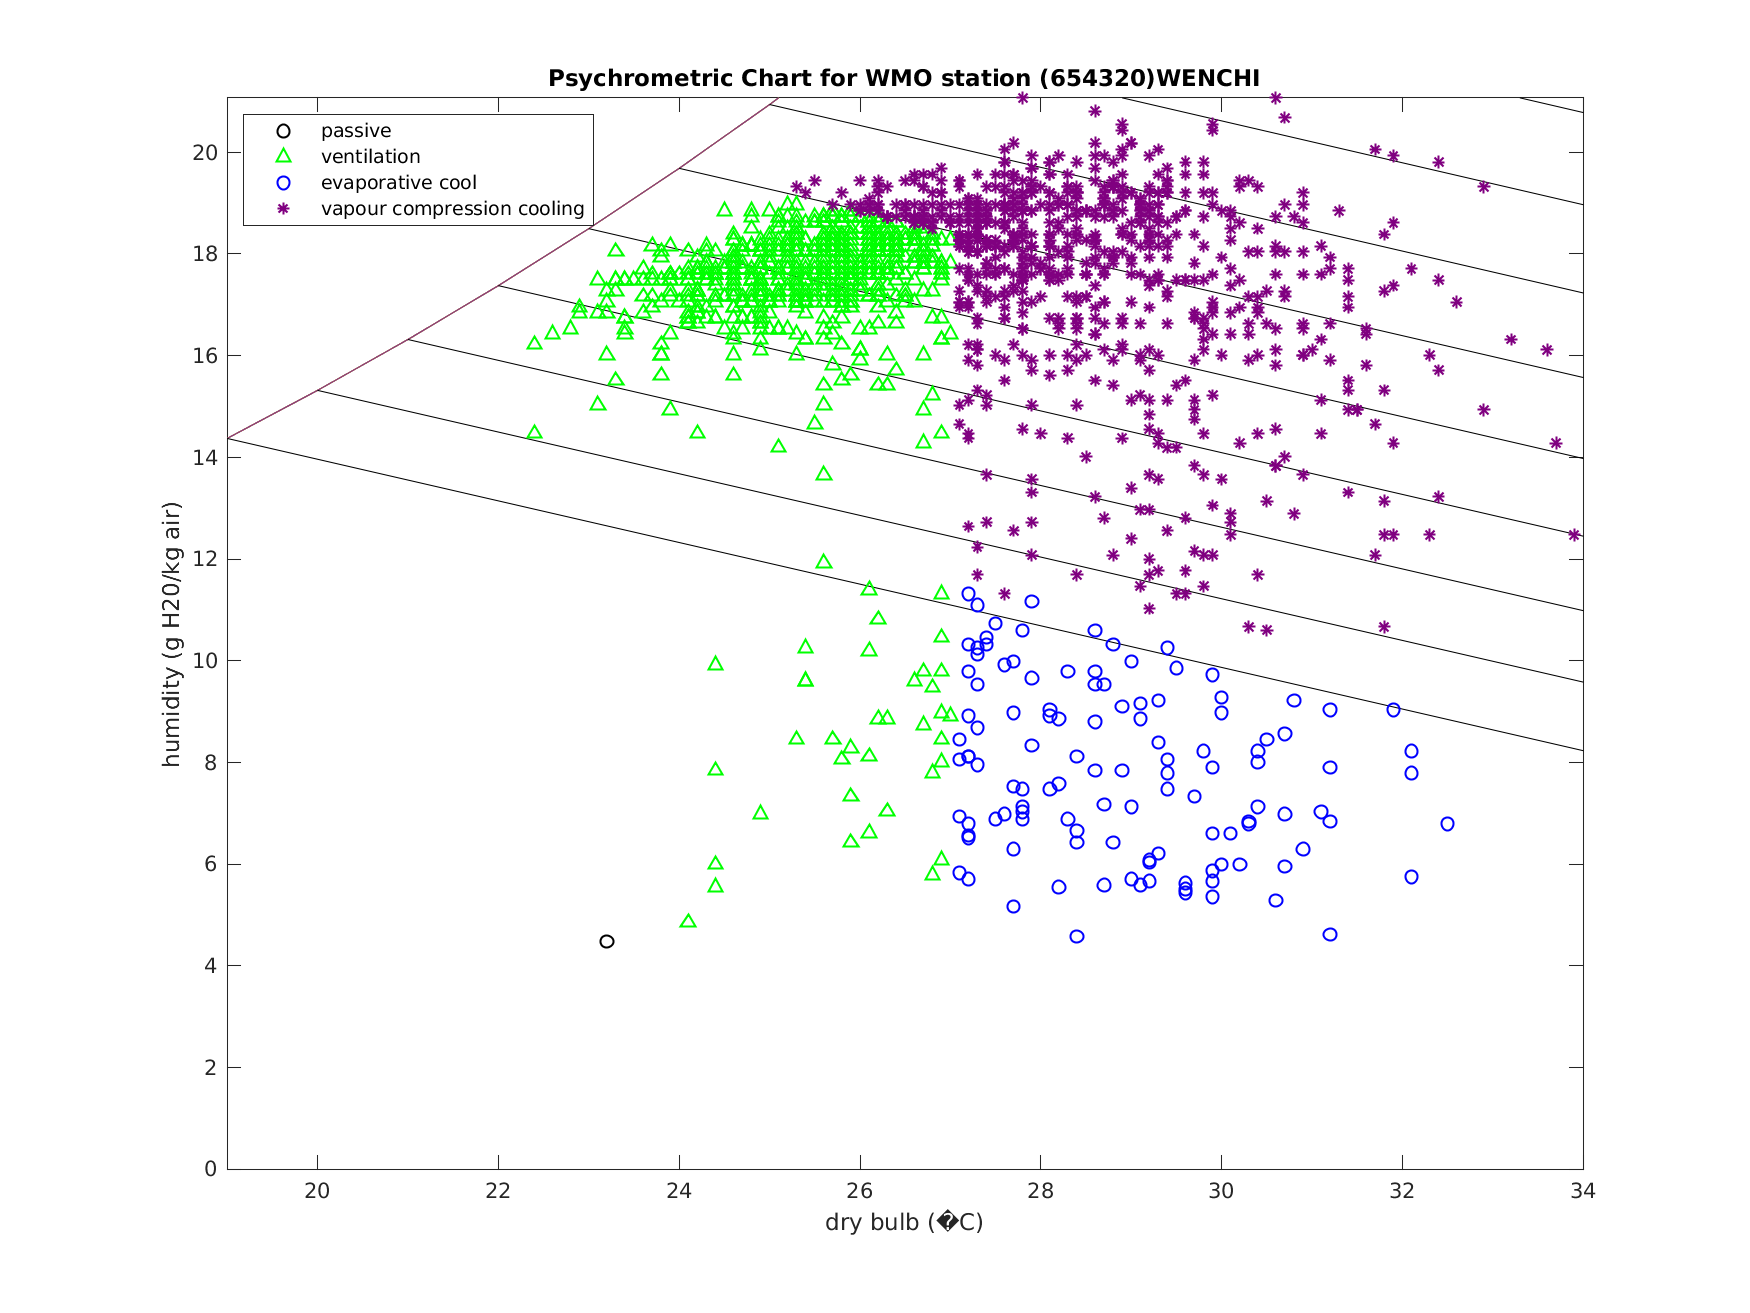 Psychrometric Chart for WMO station (654320)WENCHI
passive
ventilation
evaporative cool
vapour compression cooling
20
18
16
14
12
10
8
6
4
2
0
humidity (g H20/kg air)
20 22 24 26 28 30 32 34
dry bulb (�C)